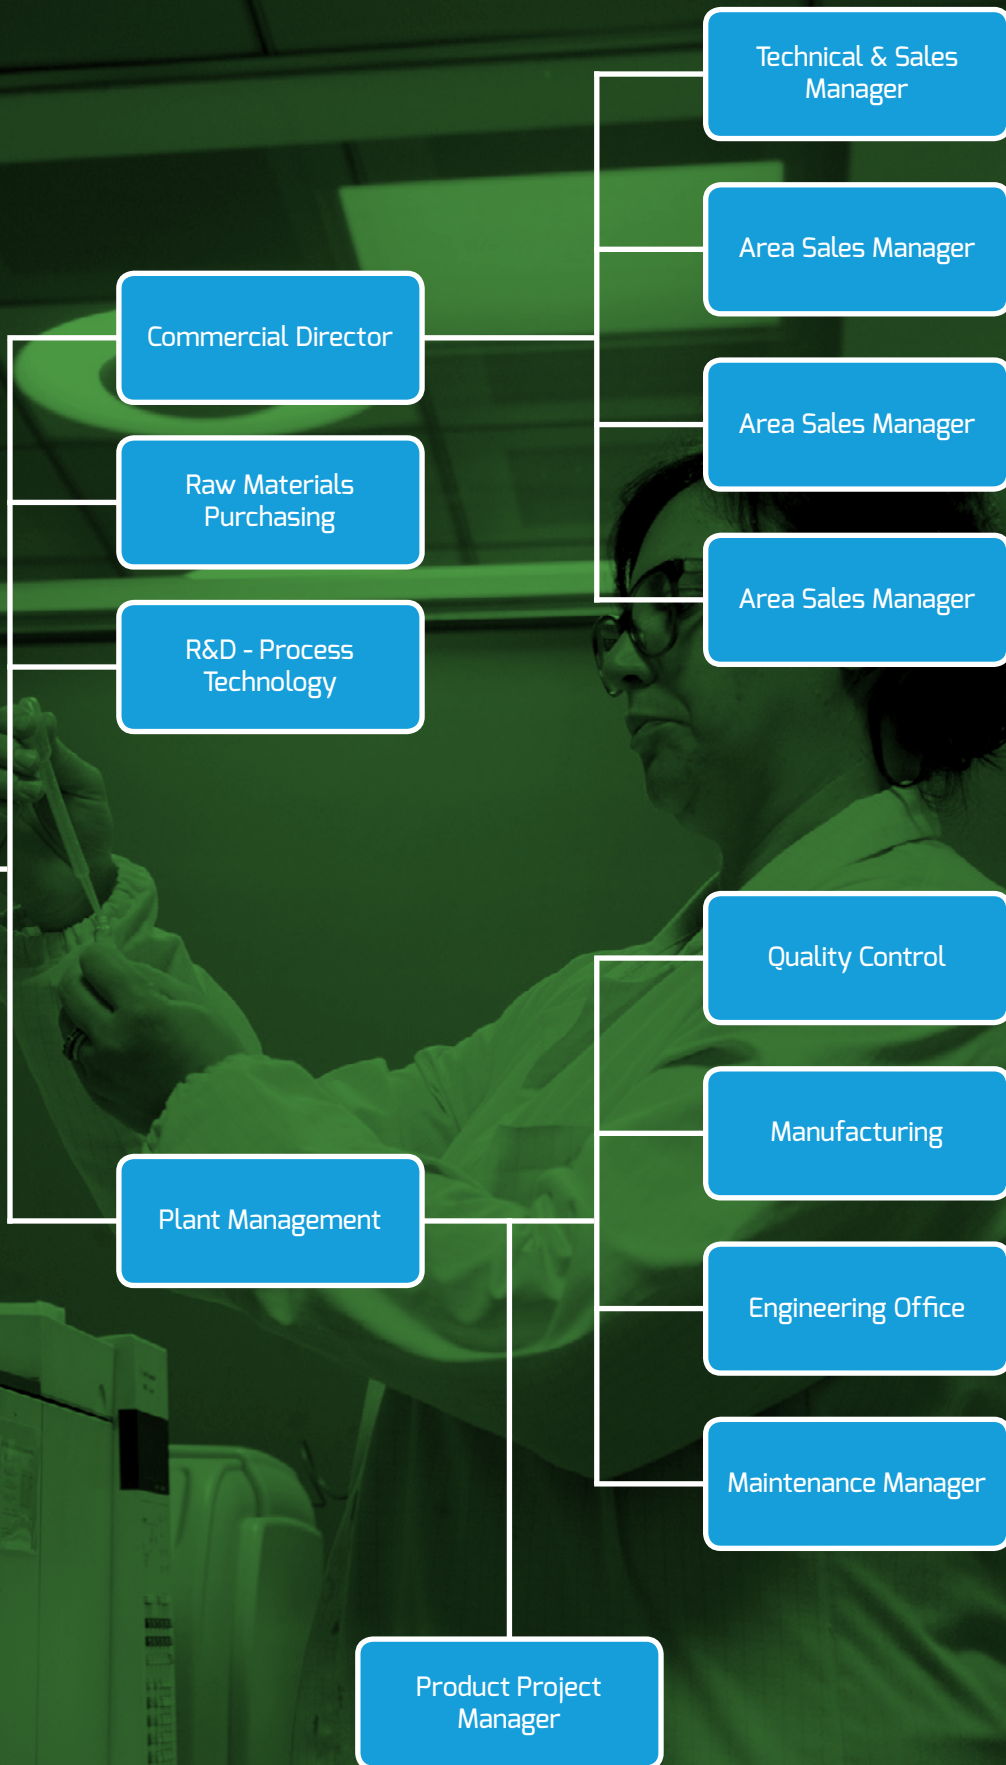 Technical & Sales
Manager
Area Sales Manager
Commercial Director
Area Sales Manager
Raw Materials
Purchasing
Area Sales Manager
R&D - Process
Technology
Quality Control
Manufacturing
Plant Management
Engineering Office
Maintenance Manager
Product Project
Manager